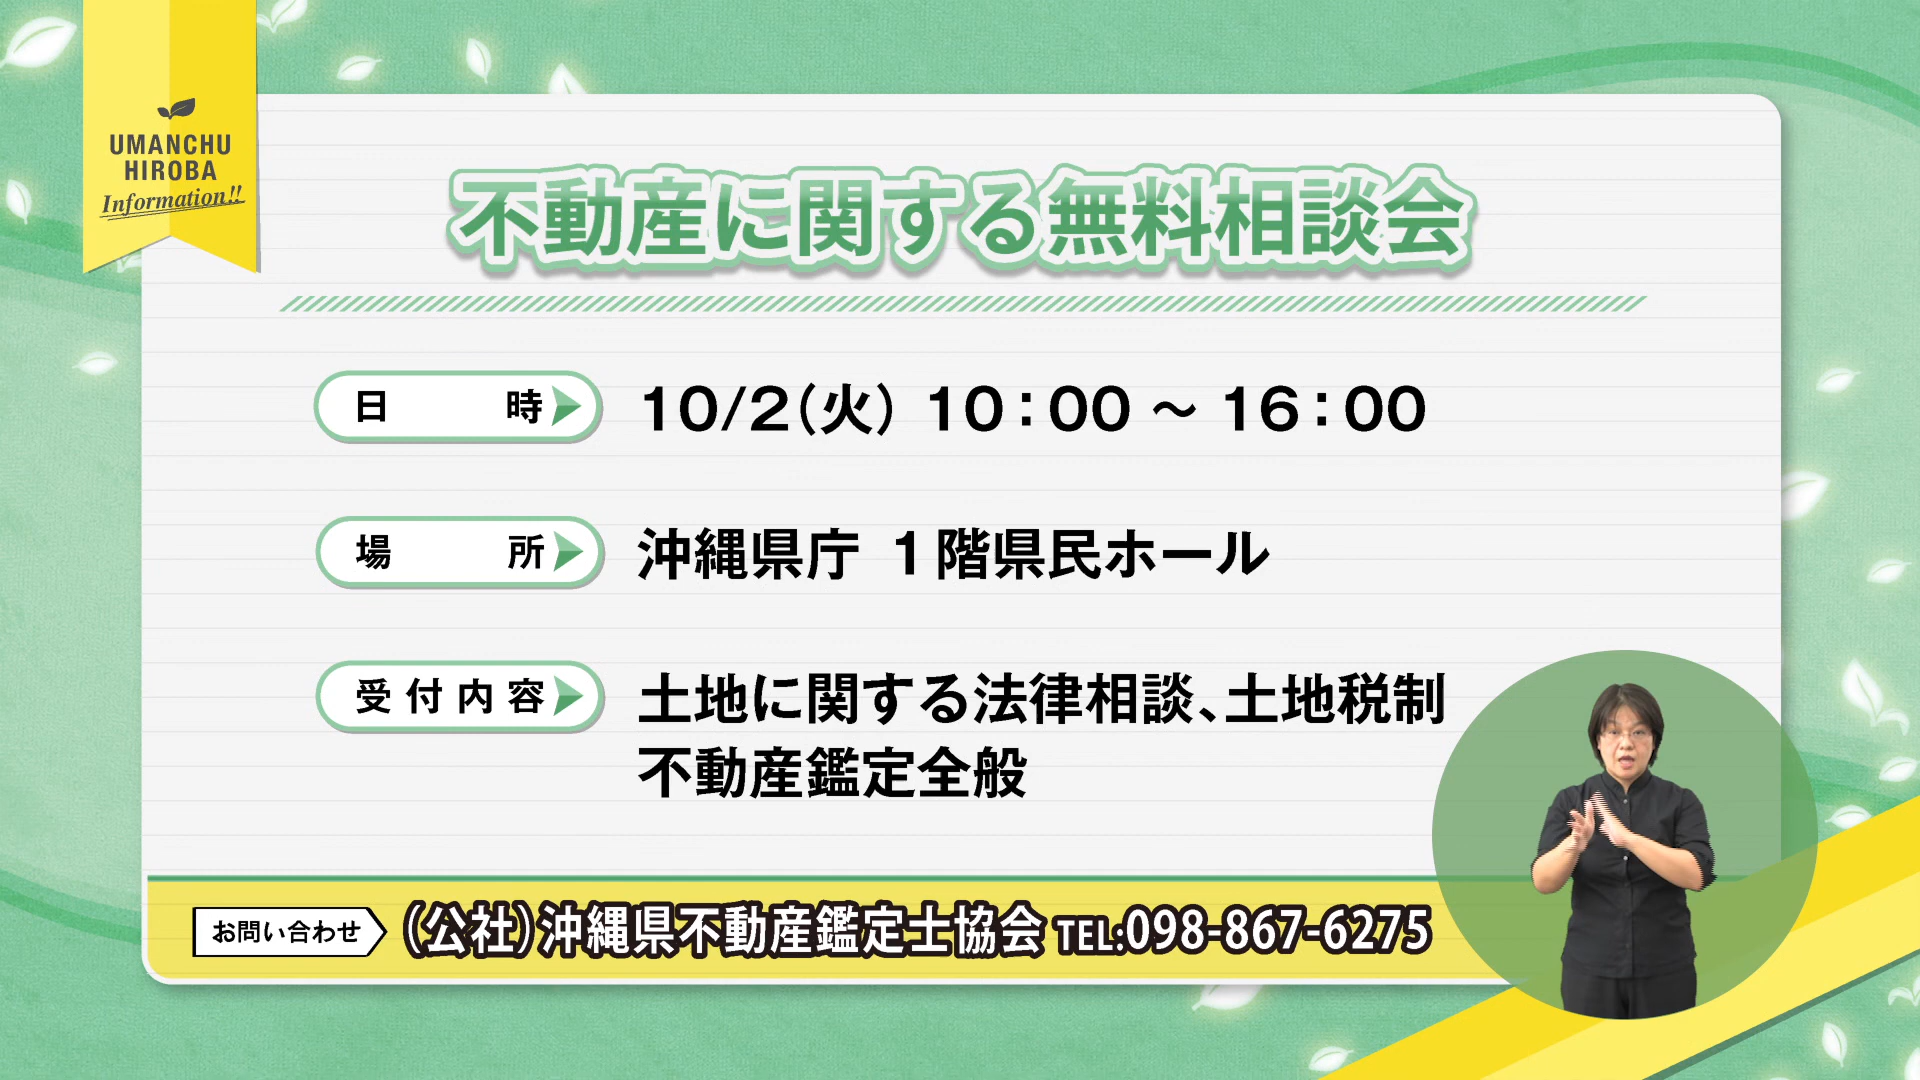 UMANCHU
HIROBA
Information!!
不動産に関する無料相談会
日時 10/2(火) 10：00 ～ 16：00
場所 沖縄県庁 1階県民ホール
受付内容 土地に関する法律相談、土地税制
不動産鑑定全般
お問い合わせ (公社)沖縄県不動産鑑定士協会 TEL:098-867-6275